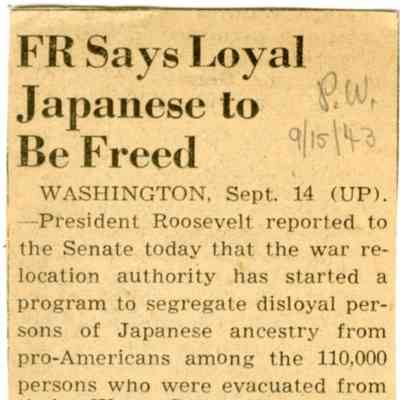 FR Says Loyal
Japanese to
Be Freed
P.W.
9/15/43
WASHINGTON, Sept. 14 (UP).
—President Roosevelt reported to
the Senate today that the war re-
location authority has started a
program to segregate disloyal per-
sons of Japanese ancestry from
pro-Americans among the 110,000
persons who were evacuated from